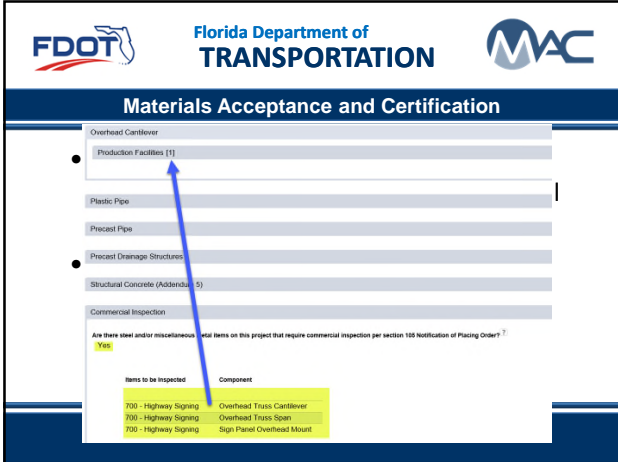 FDOT
Florida Department of
TRANSPORTATION
MAC
Materials Acceptance and Certification
Overhead Cantilever
Production Facilities [1]
Plastic Pipe
Precast Pipe
Precast Drainage Structures
Structural Concrete (Addendum 5)
Commercial Inspection
Are there steel and/or miscellaneous metal items on this project that require commercial inspection per section 105 Notification of Placing Order? ?
Yes
Items to be Inspected Component
700 - Highway Signing Overhead Truss Cantilever
700 - Highway Signing Overhead Truss Span
700 - Highway Signing Sign Panel Overhead Mount